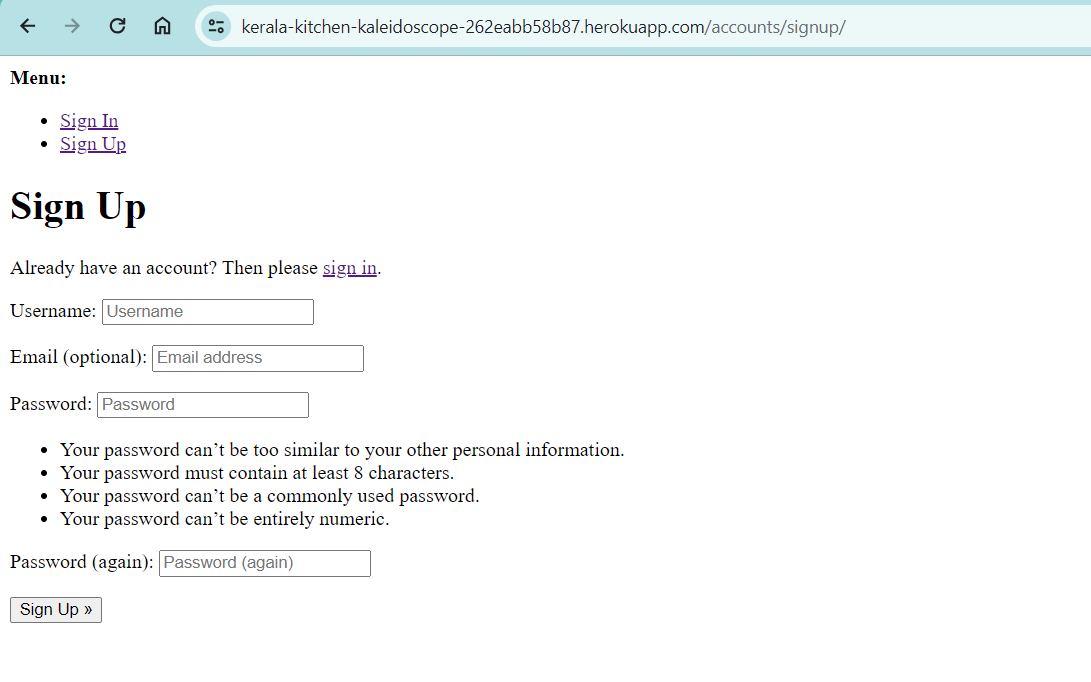 kerala-kitchen-kaleidoscope-262eabb58b87.herokuapp.com/accounts/signup/
Menu:
Sign In
Sign Up
Sign Up
Already have an account? Then please sign in.
Username: Username
Email (optional): Email address
Password: Password
Your password can’t be too similar to your other personal information.
Your password must contain at least 8 characters.
Your password can’t be a commonly used password.
Your password can’t be entirely numeric.
Password (again): Password (again)
Sign Up »